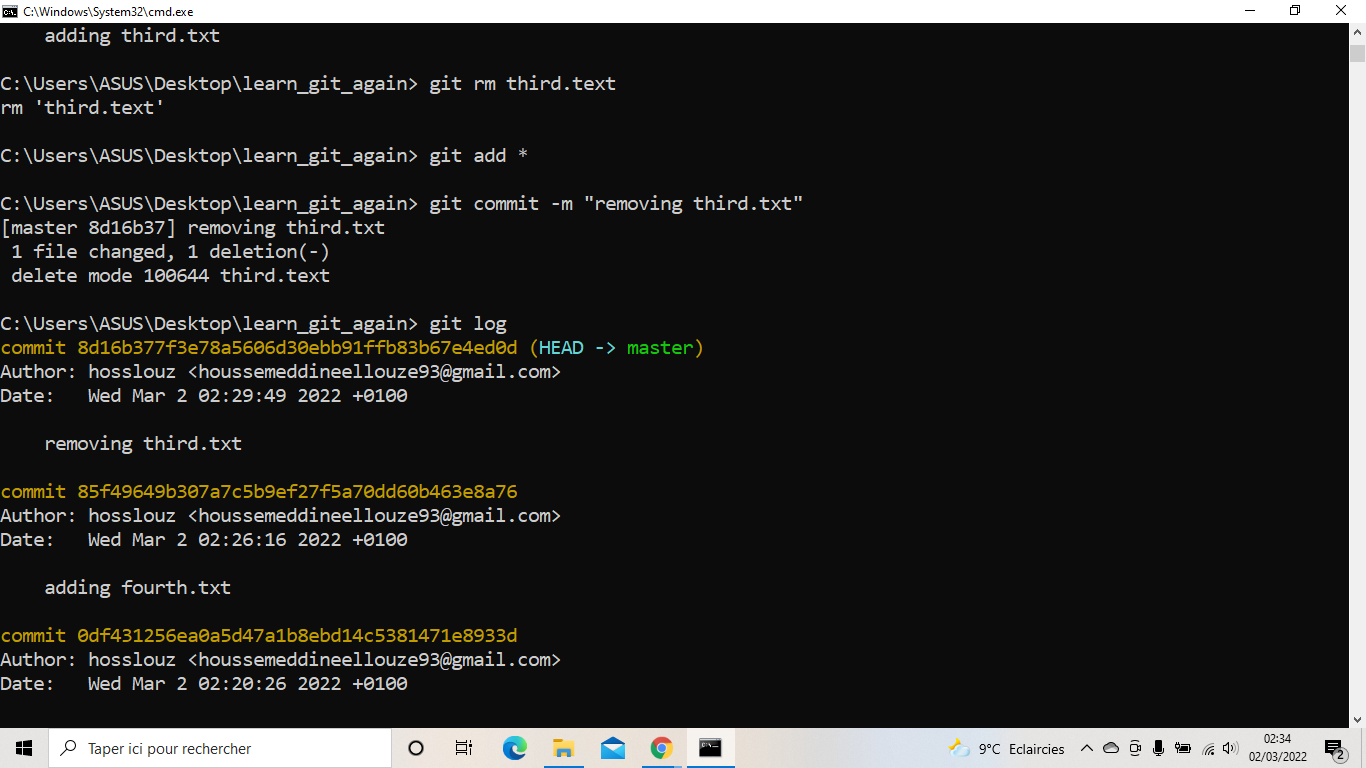 C:\Windows\System32\cmd.exe
    adding third.txt
C:\Users\ASUS\Desktop\learn_git_again> git rm third.text
rm 'third.text'
C:\Users\ASUS\Desktop\learn_git_again> git add *
C:\Users\ASUS\Desktop\learn_git_again> git commit -m "removing third.txt"
[master 8d16b37] removing third.txt
 1 file changed, 1 deletion(-)
 delete mode 100644 third.text
C:\Users\ASUS\Desktop\learn_git_again> git log
commit 8d16b377f3e78a5606d30ebb91ffb83b67e4ed0d (HEAD -> master)
Author: hosslouz <houssemeddineellouze93@gmail.com>
Date:   Wed Mar 2 02:29:49 2022 +0100
    removing third.txt
commit 85f49649b307a7c5b9ef27f5a70dd60b463e8a76
Author: hosslouz <houssemeddineellouze93@gmail.com>
Date:   Wed Mar 2 02:26:16 2022 +0100
    adding fourth.txt
commit 0df431256ea0a5d47a1b8ebd14c5381471e8933d
Author: hosslouz <houssemeddineellouze93@gmail.com>
Date:   Wed Mar 2 02:20:26 2022 +0100
Taper ici pour rechercher
9°C Eclaircies
02:34
02/03/2022
2